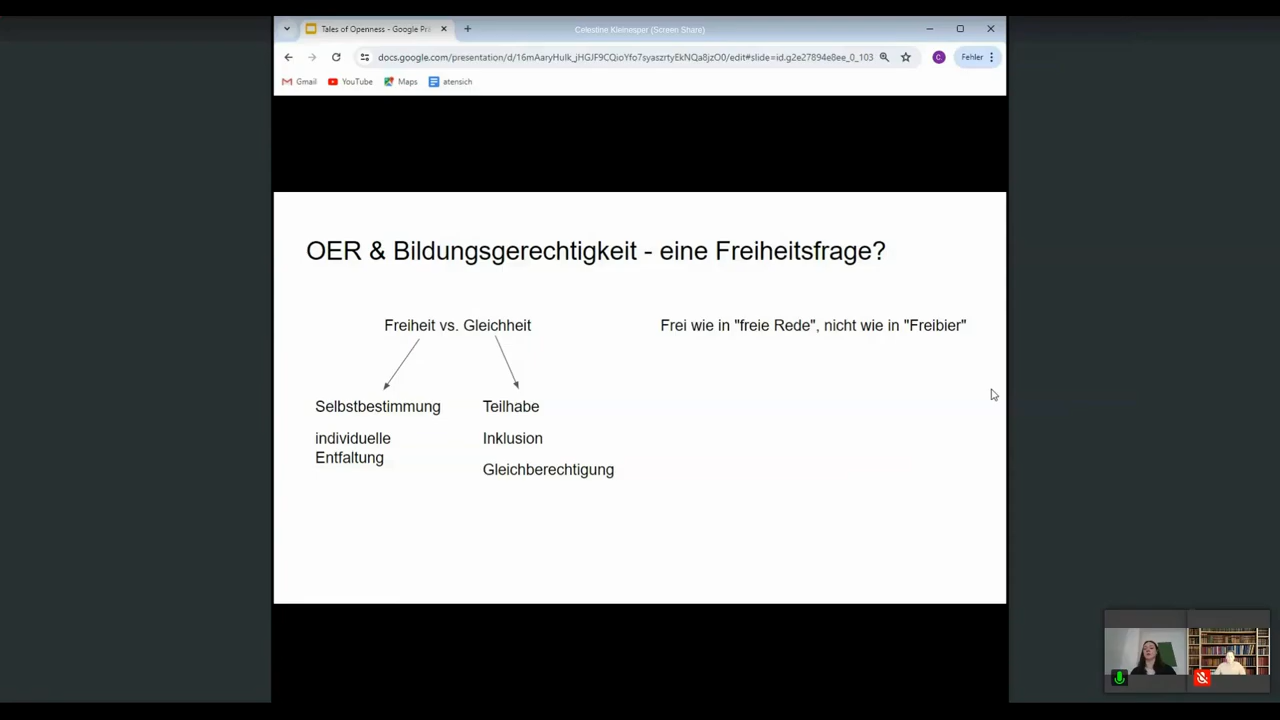 Tales of Openness - Google Prä
Celestine Kleinesper (Screen Share)
docs.google.com/presentation/d/16mAaryHulk_jHGJF9CQioYfo7syaszrtyEkNQa8jzO0/edit#slide=id.g2e27894e8ee_0_103
C.
Fehler
Gmail
YouTube
Maps
atensich
OER & Bildungsgerechtigkeit - eine Freiheitsfrage?
Freiheit vs. Gleichheit
Frei wie in "freie Rede", nicht wie in "Freibier"
Selbstbestimmung
Teilhabe
individuelle
Entfaltung
Inklusion
Gleichberechtigung